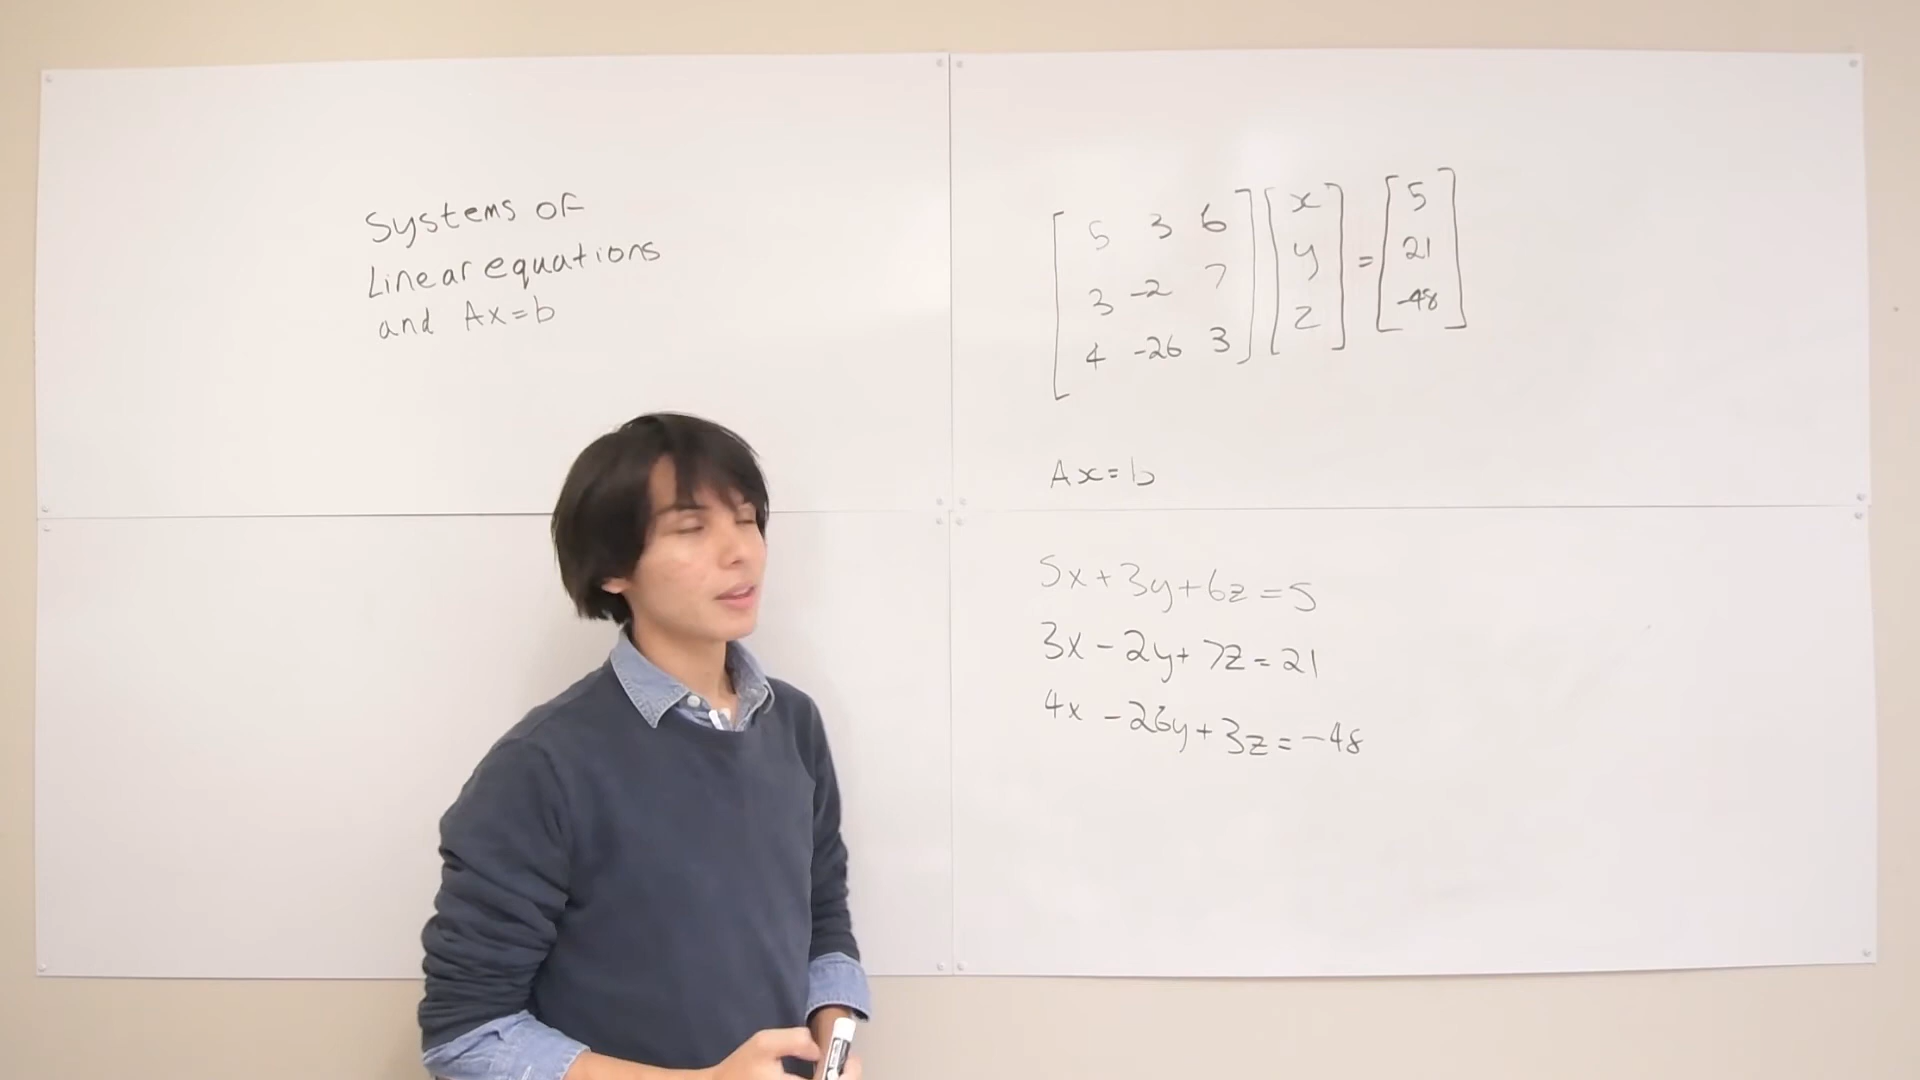 Systems of
Linear equations
and Ax=b
[5 3 6] [x] = [5]
[3 -2 7] [y] [21]
[4 -26 3] [z] [-48]
Ax=b
5x+3y+6z=5
3x-2y+7z=21
4x-26y+3z=-48